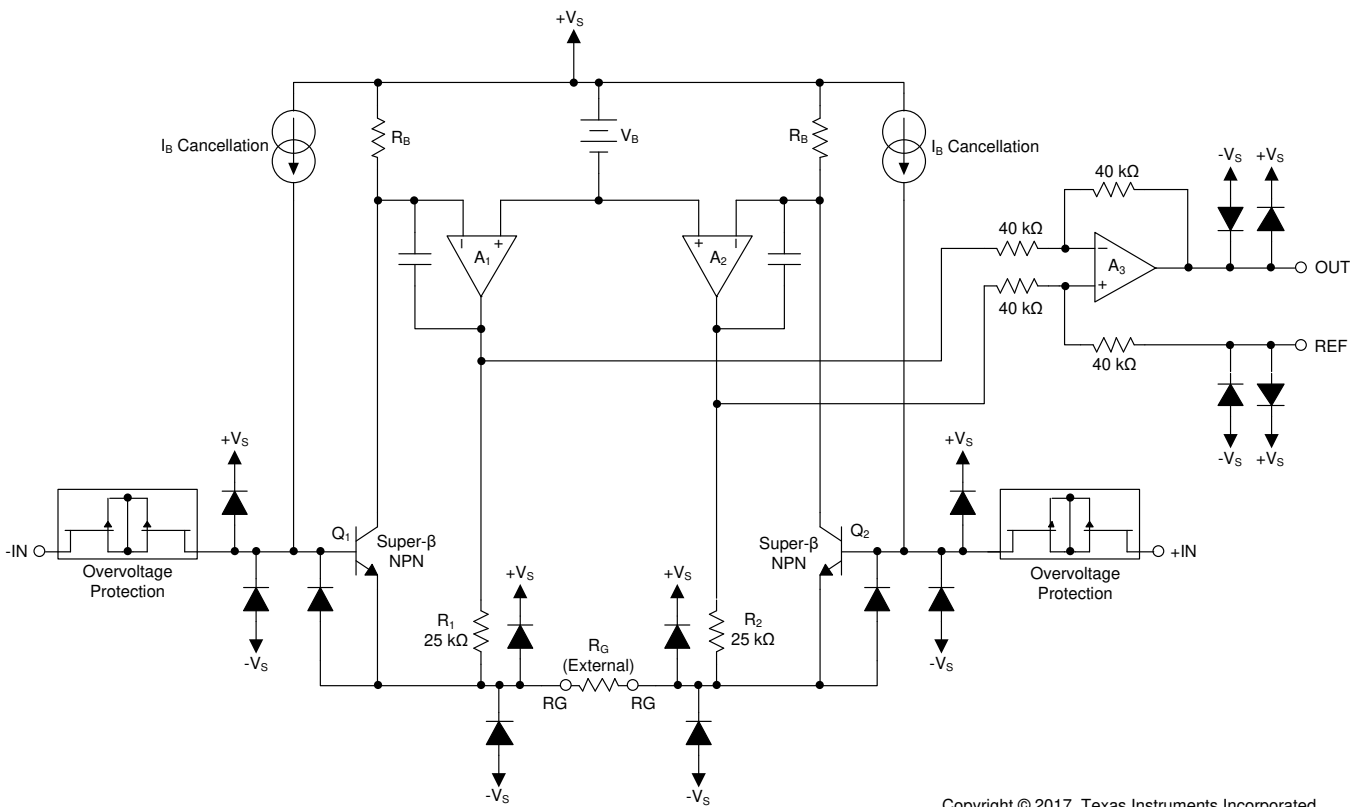 +VS
IB Cancellation
RB
VB
RB
IB Cancellation
-VS
+VS
40 kΩ
40 kΩ
A1
A2
A3
OUT
40 kΩ
40 kΩ
REF
+VS
+VS
-VS
+VS
-IN
Q1
Super-β
NPN
Super-β
NPN
Q2
+IN
Overvoltage
Protection
Overvoltage
Protection
+VS
+VS
R1
25 kΩ
R2
25 kΩ
RG
(External)
-VS
-VS
RG
RG
-VS
-VS
Copyright © 2017, Texas Instruments Incorporated